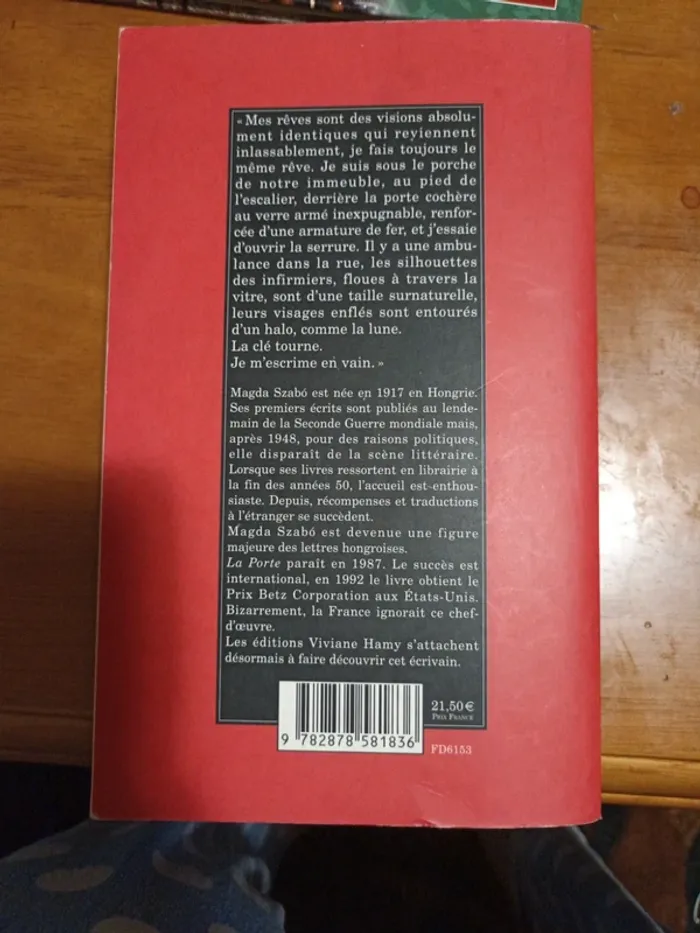 « Mes rêves sont des visions absolu-
ment identiques qui reyiennent
inlassablement, je fais toujours le
même rêve. Je suis sous le porche
de notre immeuble, au pied de
l'escalier, derrière la porte cochère
au verre armé inexpugnable, renfor-
cée d'une armature de fer, et j'essaie
d'ouvrir la serrure. Il y a une ambu-
lance dans la rue, les silhouettes
des infirmiers, floues à travers la
vitre, sont d'une taille surnaturelle,
leurs visages enflés sont entourés
d'un halo, comme la lune.
La clé tourne.
Je m'escrime en vain. »
Magda Szabó est née en 1917 en Hongrie.
Ses premiers écrits sont publiés au lende-
main de la Seconde Guerre mondiale mais,
après 1948, pour des raisons politiques,
elle disparaît de la scène littéraire.
Lorsque ses livres ressortent en librairie à
la fin des années 50, l'accueil est enthou-
siaste. Depuis, récompenses et traductions
à l'étranger se succèdent.
Magda Szabó est devenue une figure
majeure des lettres hongroises.
La Porte paraît en 1987. Le succès est
international, en 1992 le livre obtient le
Prix Betz Corporation aux États-Unis.
Bizarrement, la France ignorait ce chef-
d'œuvre.
Les éditions Viviane Hamy s'attachent
désormais à faire découvrir cet écrivain.
21,50 €
PRIX FRANCE
9 782878 581836
FD6153